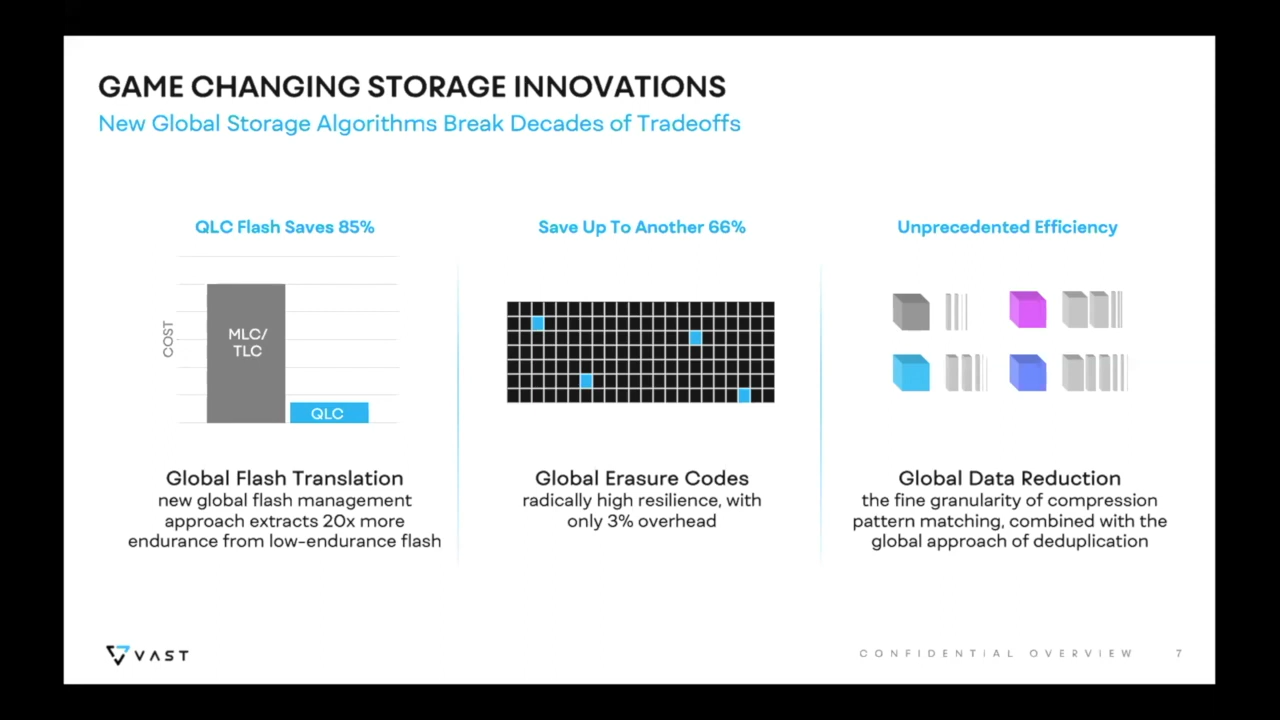 GAME CHANGING STORAGE INNOVATIONS
New Global Storage Algorithms Break Decades of Tradeoffs
QLC Flash Saves 85%
COST
MLC/
TLC
QLC
Global Flash Translation
new global flash management
approach extracts 20x more
endurance from low-endurance flash
Save Up To Another 66%
Global Erasure Codes
radically high resilience, with
only 3% overhead
Unprecedented Efficiency
Global Data Reduction
the fine granularity of compression
pattern matching, combined with the
global approach of deduplication
VAST
CONFIDENTIAL OVERVIEW 7